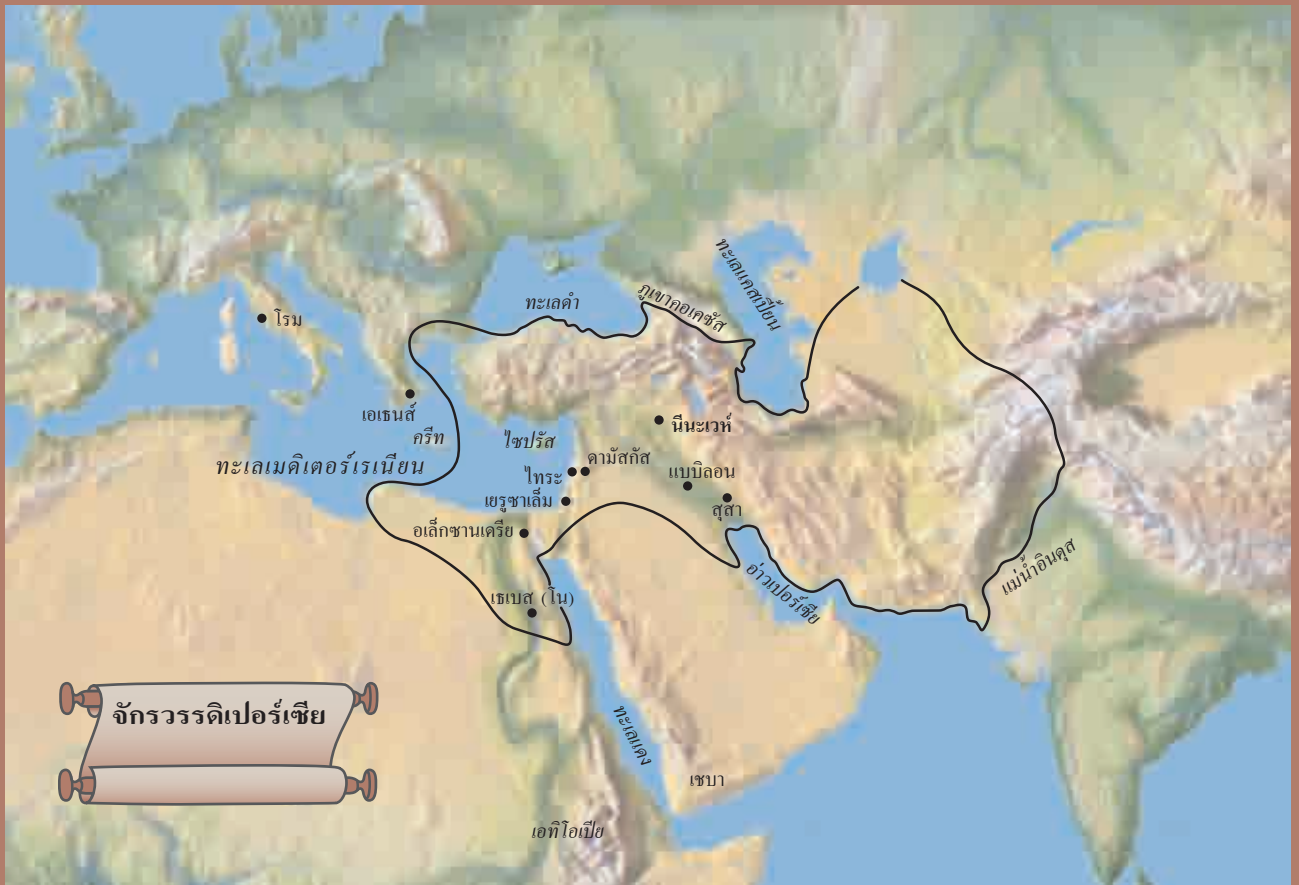 ทะเลแคสเปียน
ภูเขาคอเคซัส
ทะเลดำ
โรม
เอเธนส์
ครีท
ไซปรัส
นีนะเวห์
ทะเลเมดิเตอร์เรเนียน
ดามัสกัส
ไทระ
แบบิลอน
เยรูซาเล็ม
สุสา
อเล็กซานเดรีย
แม่น้ำอินดุส
อ่าวเปอร์เซีย
เธเบส (โน)
จักรวรรดิเปอร์เซีย
ทะเลแดง
เชบา
เอทิโอเปีย